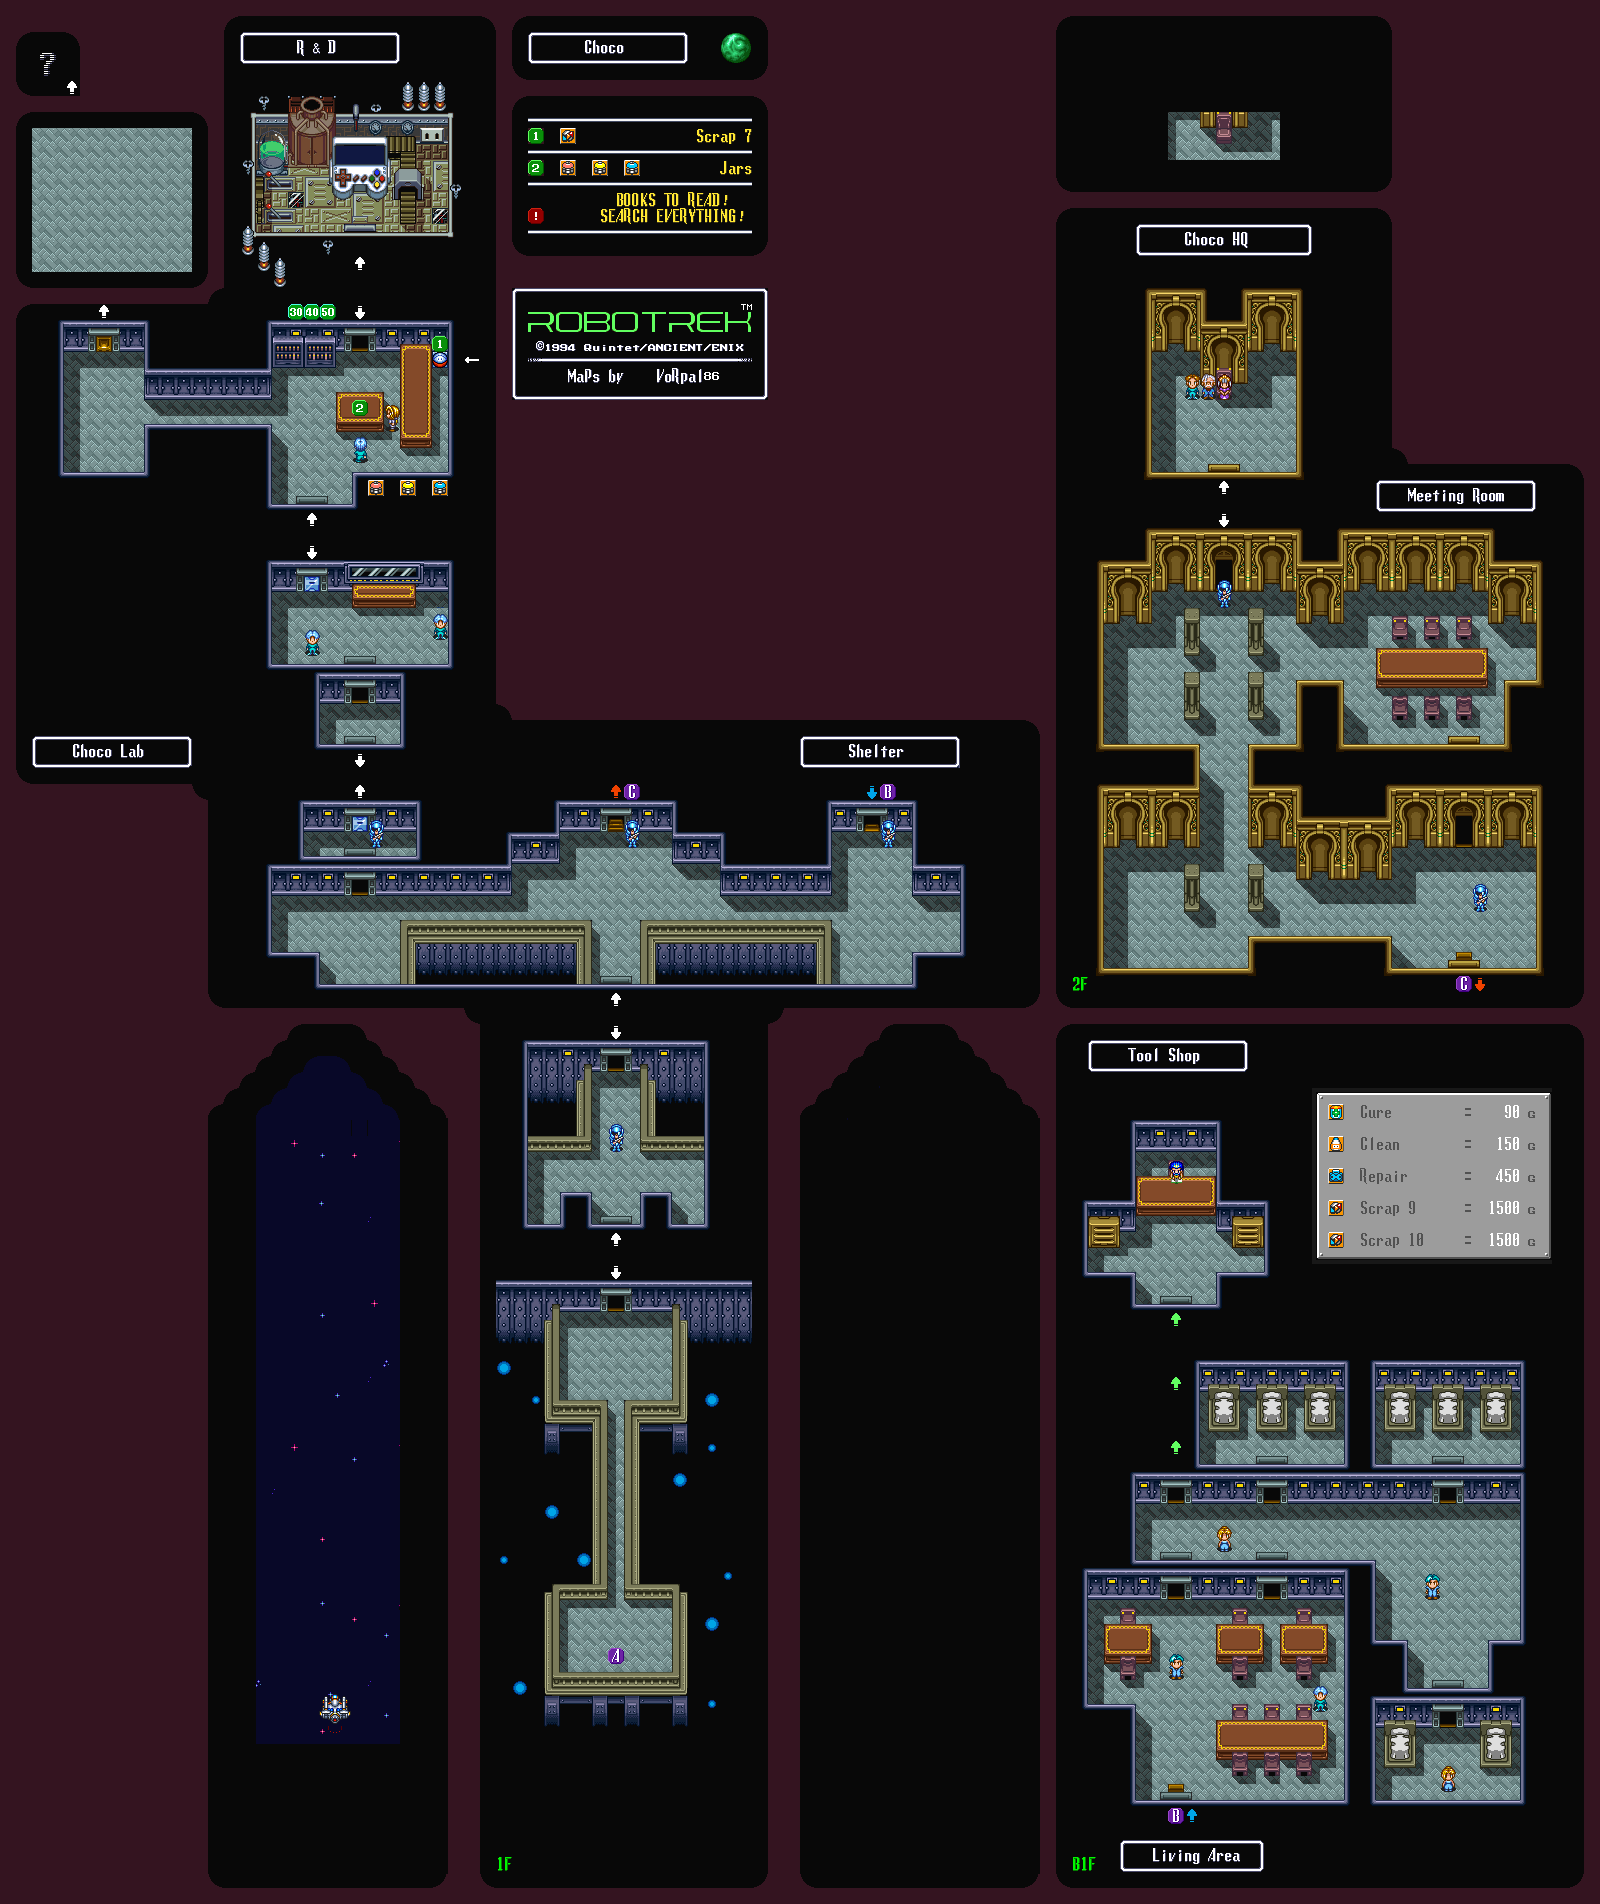 ?
R & D
Choco
1 Scrap 7
2 Jars
! BOOKS TO READ!
SEARCH EVERYTHING!
ROBOTREK™
©1994 Quintet/ANCIENT/ENIX
MaPs by VoRpal86
30 40 50
1
2
Choco Lab
Shelter
C
B
A
1F
Choco HQ
Meeting Room
2F
C
Tool Shop
Cure = 90 G
Clean = 150 G
Repair = 450 G
Scrap 9 = 1500 G
Scrap 10 = 1500 G
B
B1F
Living Area